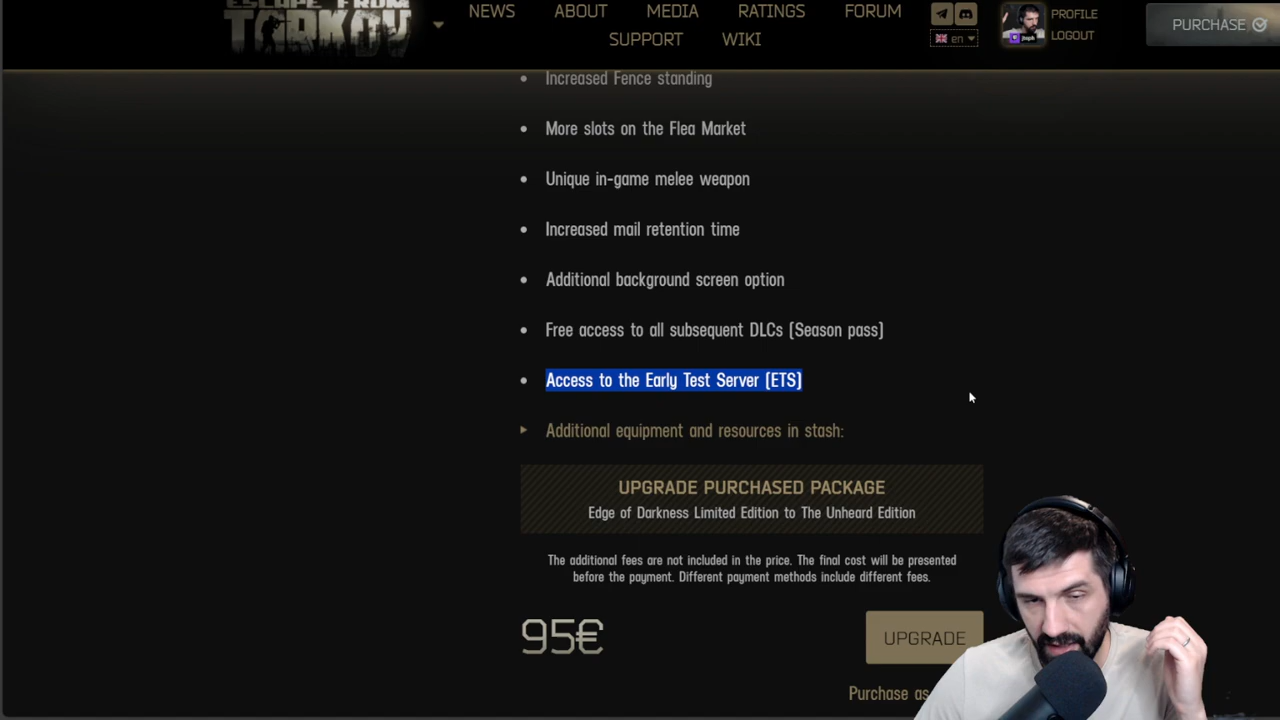 ESCAPE FROM
TARKOV
NEWS
ABOUT
MEDIA
RATINGS
FORUM
SUPPORT
WIKI
en
PROFILE
LOGOUT
PURCHASE
• Increased Fence standing
• More slots on the Flea Market
• Unique in-game melee weapon
• Increased mail retention time
• Additional background screen option
• Free access to all subsequent DLCs (Season pass)
• Access to the Early Test Server (ETS)
Additional equipment and resources in stash:
UPGRADE PURCHASED PACKAGE
Edge of Darkness Limited Edition to The Unheard Edition
The additional fees are not included in the price. The final cost will be presented
before the payment. Different payment methods include different fees.
95€
UPGRADE
Purchase as